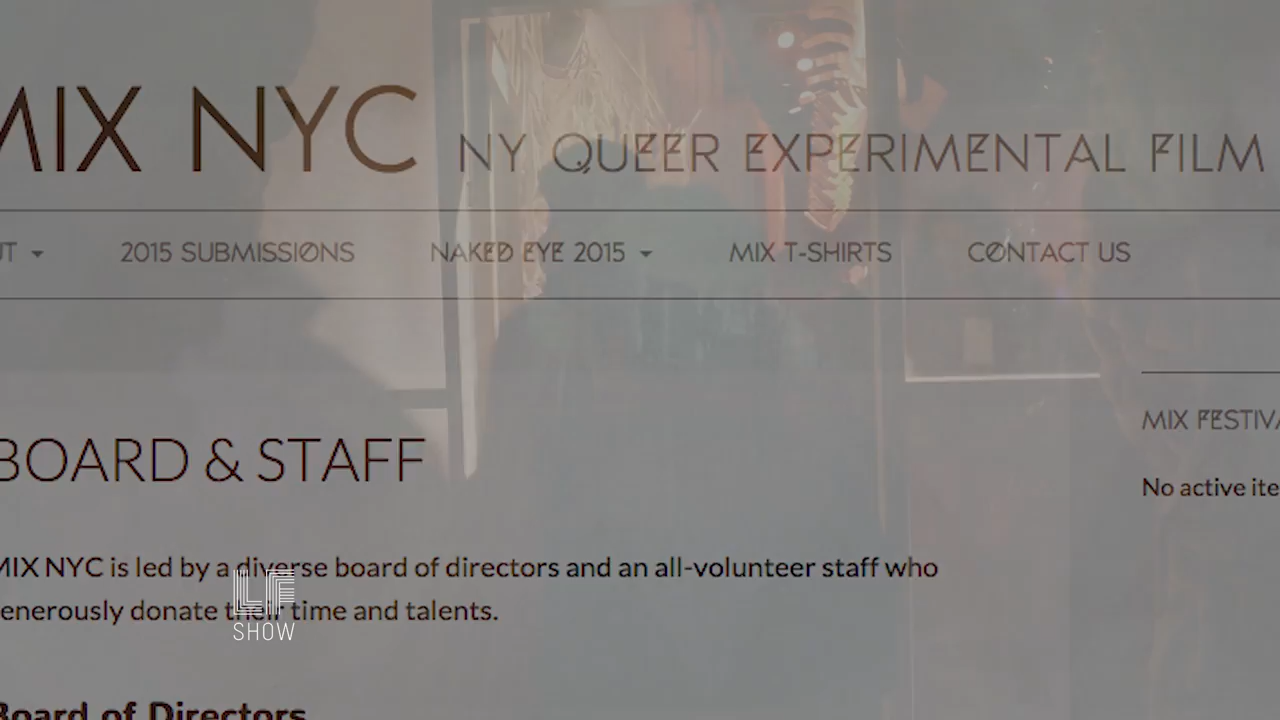 MIX NYC NY QUEER EXPERIMENTAL FILM
UT 2015 SUBMISSIONS NAKED EYE 2015 MIX T-SHIRTS CONTACT US
MIX FESTIVA
BOARD & STAFF
No active ite
MIX NYC is led by a diverse board of directors and an all-volunteer staff who
enerously donate their time and talents.
LF
SHOW
Board of Directors